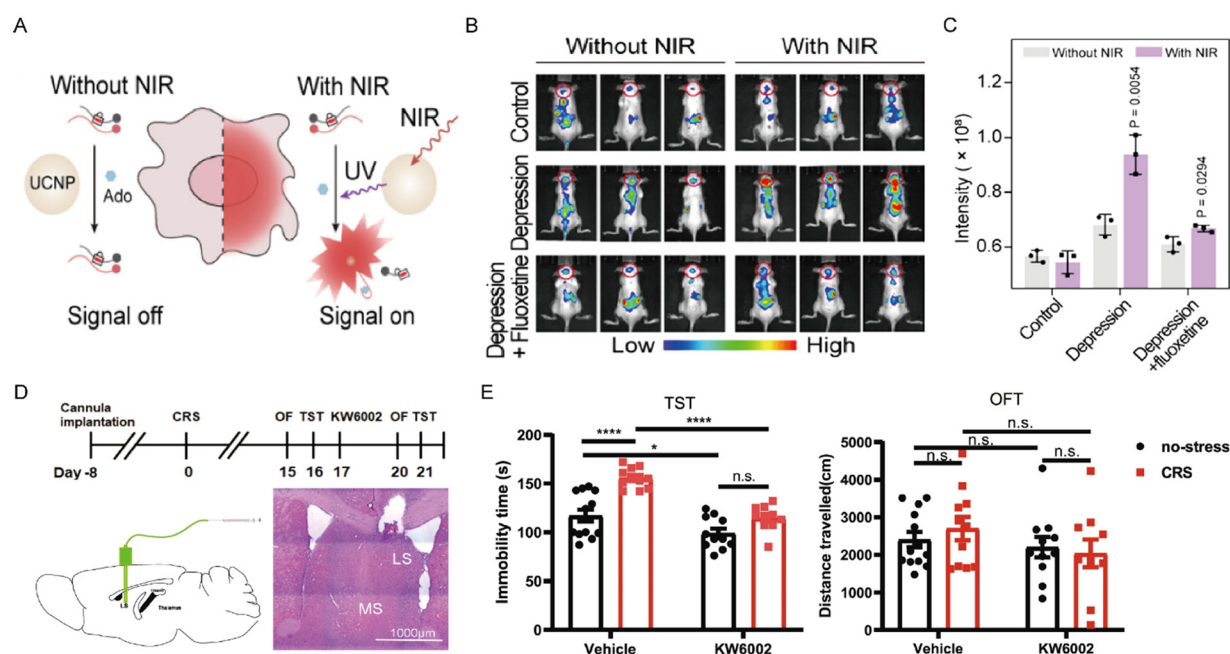 A
Without NIR
With NIR
NIR
UV
UCNP
Ado
Signal off
Signal on
B
Without NIR
With NIR
Control
Depression
Depression
+ Fluoxetine
Low
High
C
Without NIR
With NIR
Intensity ( × 10⁸)
1.2
1.0
0.8
0.6
P = 0.0054
P = 0.0294
Control
Depression
Depression
+fluoxetine
D
Cannula
implantation
CRS
OF TST KW6002 OF TST
Day -8
0
15 16 17 20 21
LS
Thalamus
LS
MS
1000μm
E
TST
Immobility time (s)
200
150
100
50
0
****
****
*
n.s.
Vehicle
KW6002
OFT
Distance travelled(cm)
5000
4000
3000
2000
1000
0
n.s.
n.s.
n.s.
n.s.
Vehicle
KW6002
no-stress
CRS